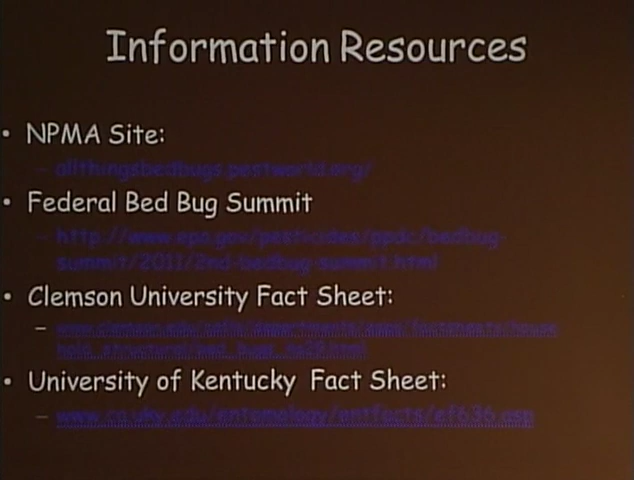 Information Resources
• NPMA Site:
– allthingsbedbugs.pestworld.org/
• Federal Bed Bug Summit
– http://www.epa.gov/pesticides/ppdc/bedbug-
summit/2011/2nd-bedbug-summit.html
• Clemson University Fact Sheet:
• University of Kentucky Fact Sheet:
– www.ca.uky.edu/entomology/entfacts/ef636.asp